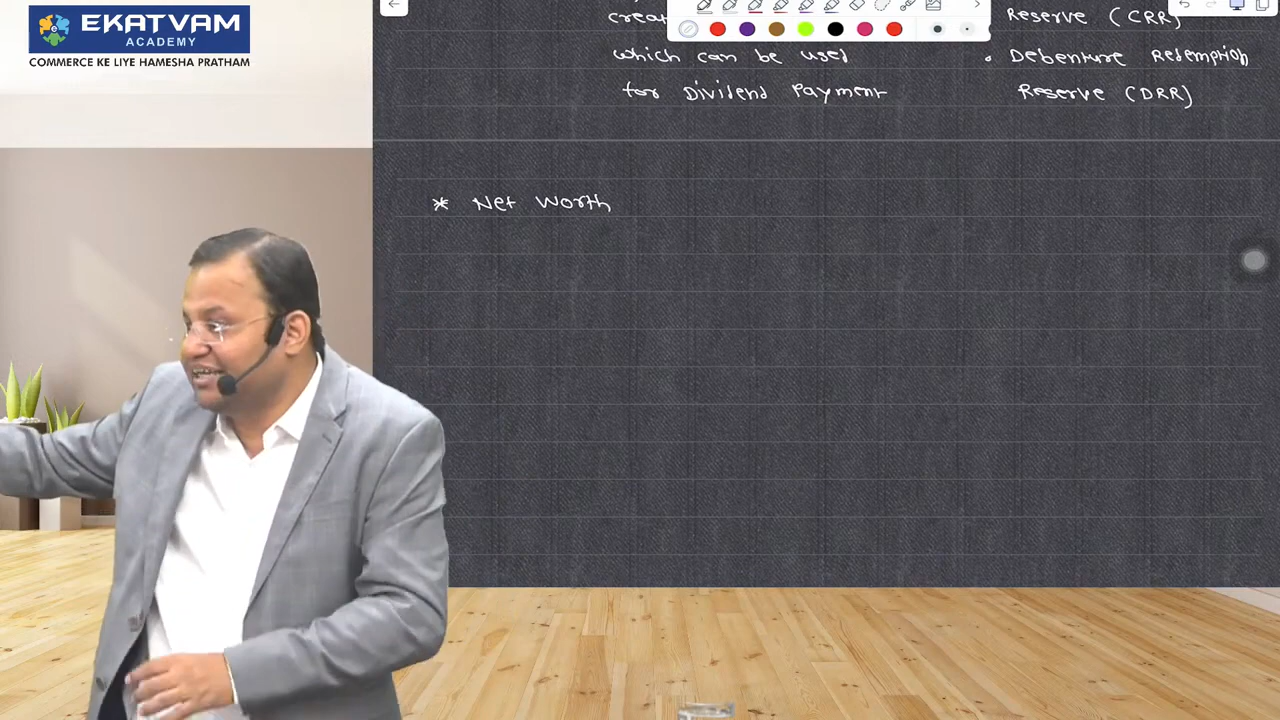 EKATVAM
ACADEMY
COMMERCE KE LIYE HAMESHA PRATHAM
which can be used
for Dividend Payment
Reserve (CRR)
• Debenture Redemption
Reserve (DRR)
* Net Worth